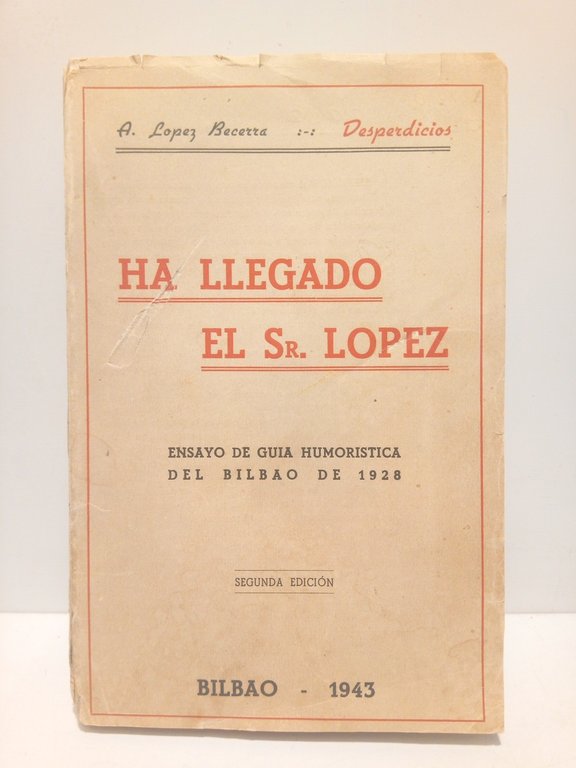 A. Lopez Becerra :-: Desperdicios
HA LLEGADO
EL Sr. LOPEZ
ENSAYO DE GUIA HUMORISTICA
DEL BILBAO DE 1928
SEGUNDA EDICIÓN
BILBAO - 1943